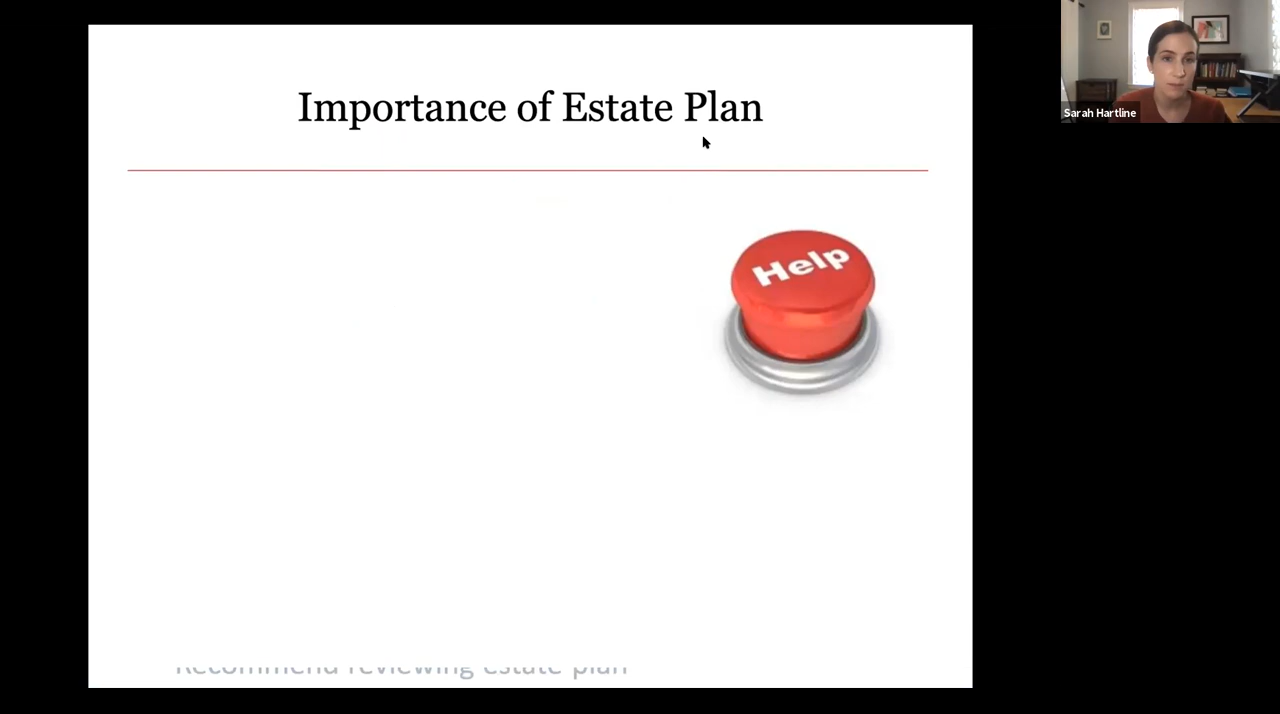 Importance of Estate Plan
Help
Recommend reviewing estate plan
Sarah Hartline